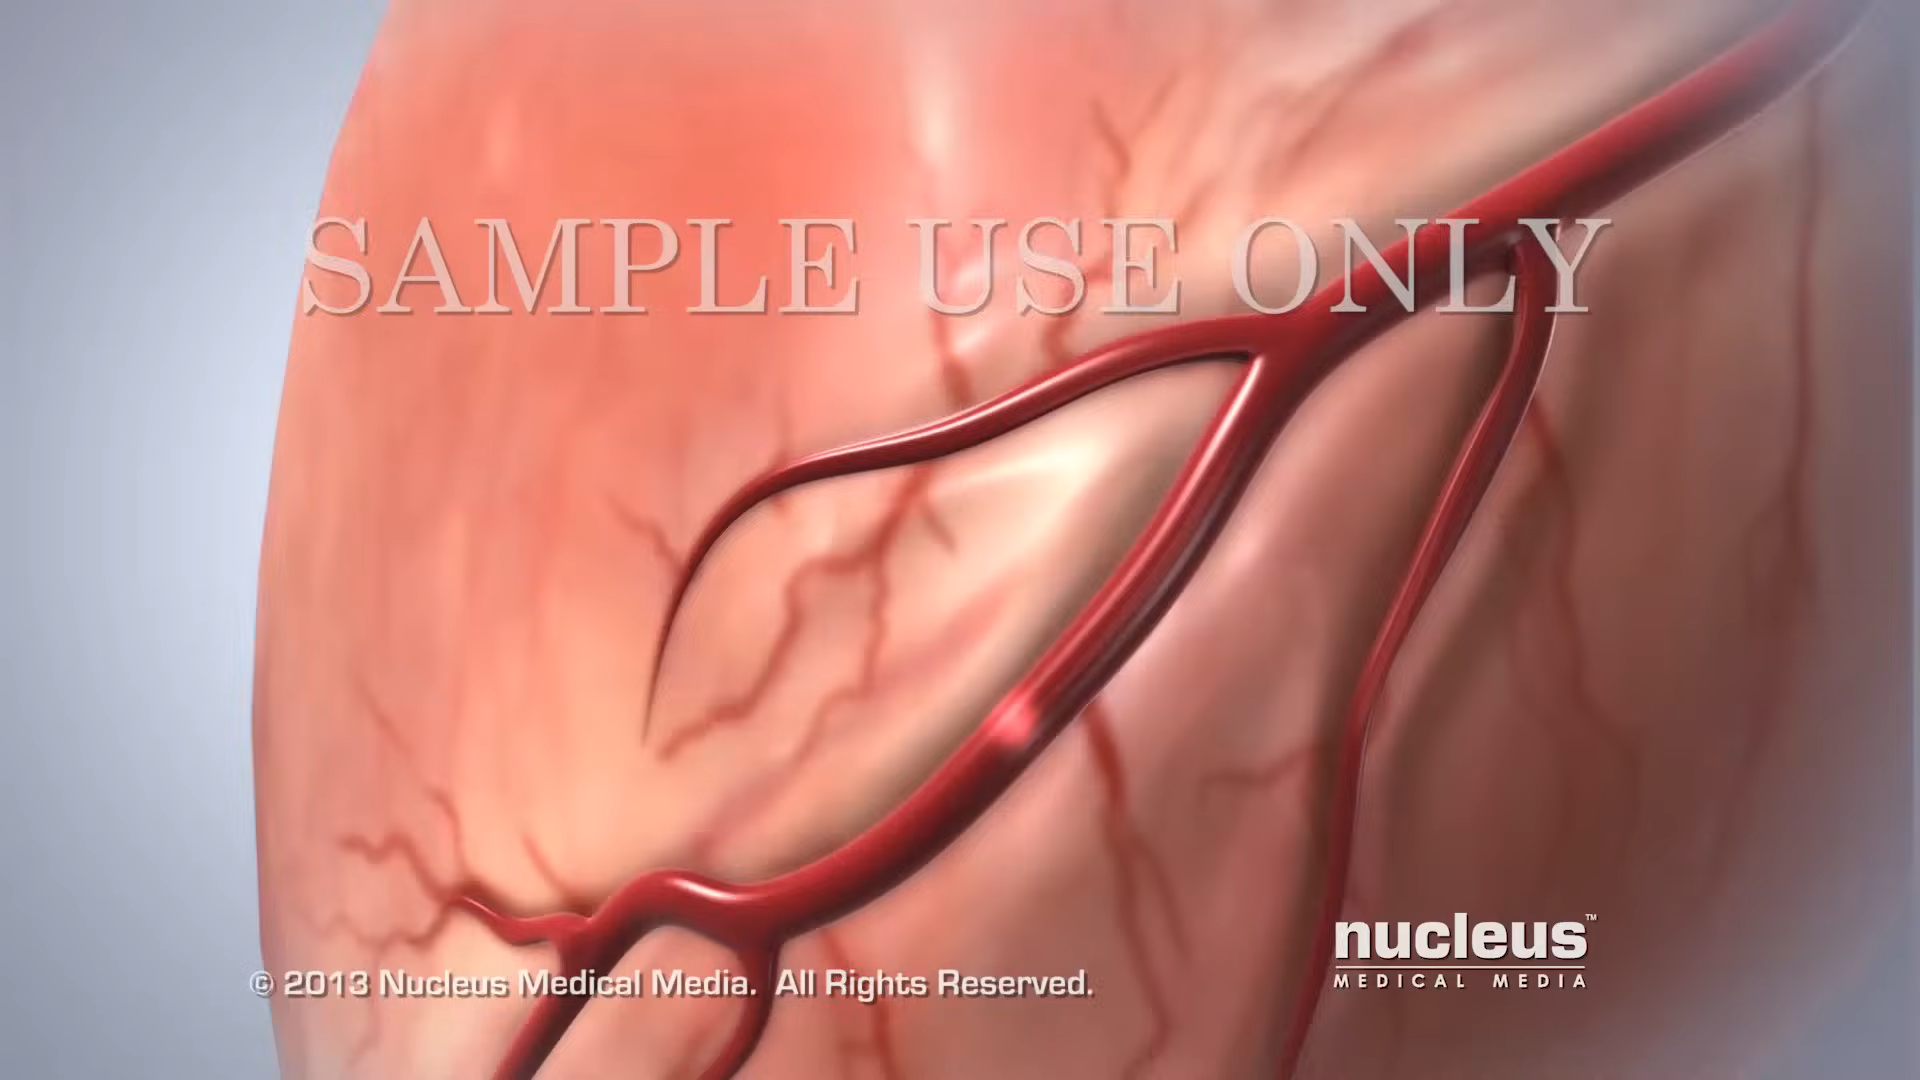 SAMPLE USE ONLY
nucleus™
MEDICAL MEDIA
© 2013 Nucleus Medical Media. All Rights Reserved.